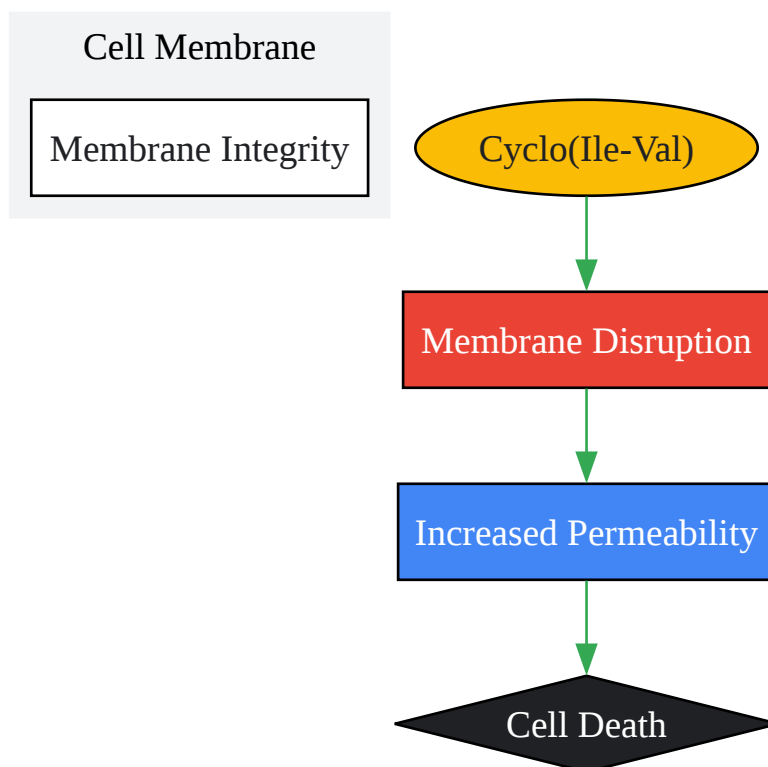 Cell Membrane
Membrane Integrity
Cyclo(Ile-Val)
Membrane Disruption
Increased Permeability
Cell Death